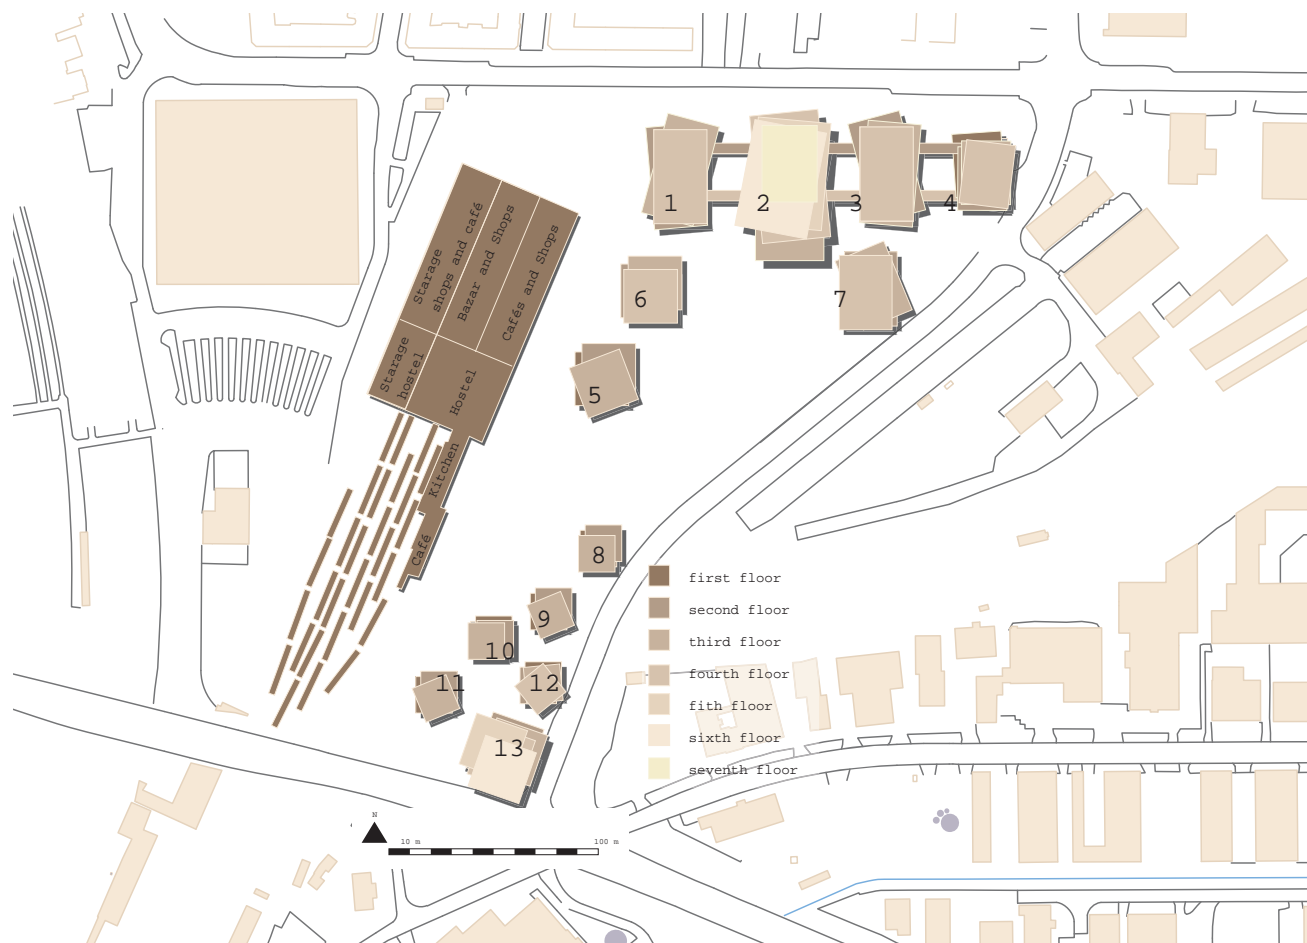 1
2
3
4
Starage
shops and café
Bazar and Shops
Cafés and Shops
6
7
Starage
hostel
Hostel
5
Kitchen
Café
8
9
10
11
12
13
first floor
second floor
third floor
fourth floor
fith floor
sixth floor
seventh floor
N
10 m
100 m